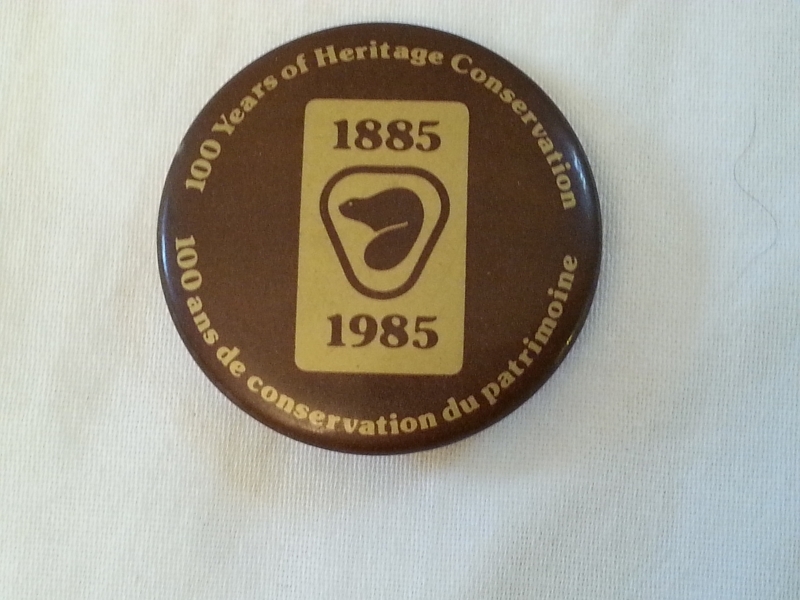 100 Years of Heritage Conservation
1885
1985
100 ans de conservation du patrimoine